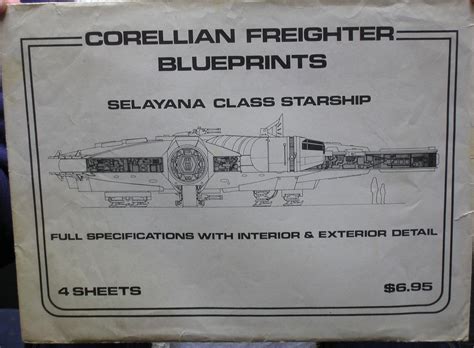 CORELLIAN FREIGHTER
BLUEPRINTS
SELAYANA CLASS STARSHIP
FULL SPECIFICATIONS WITH INTERIOR & EXTERIOR DETAIL
4 SHEETS
$6.95